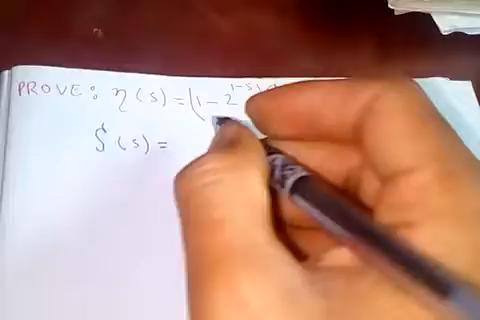 PROVE: η(s) = (1 - 2^{1-s})
ζ(s) =